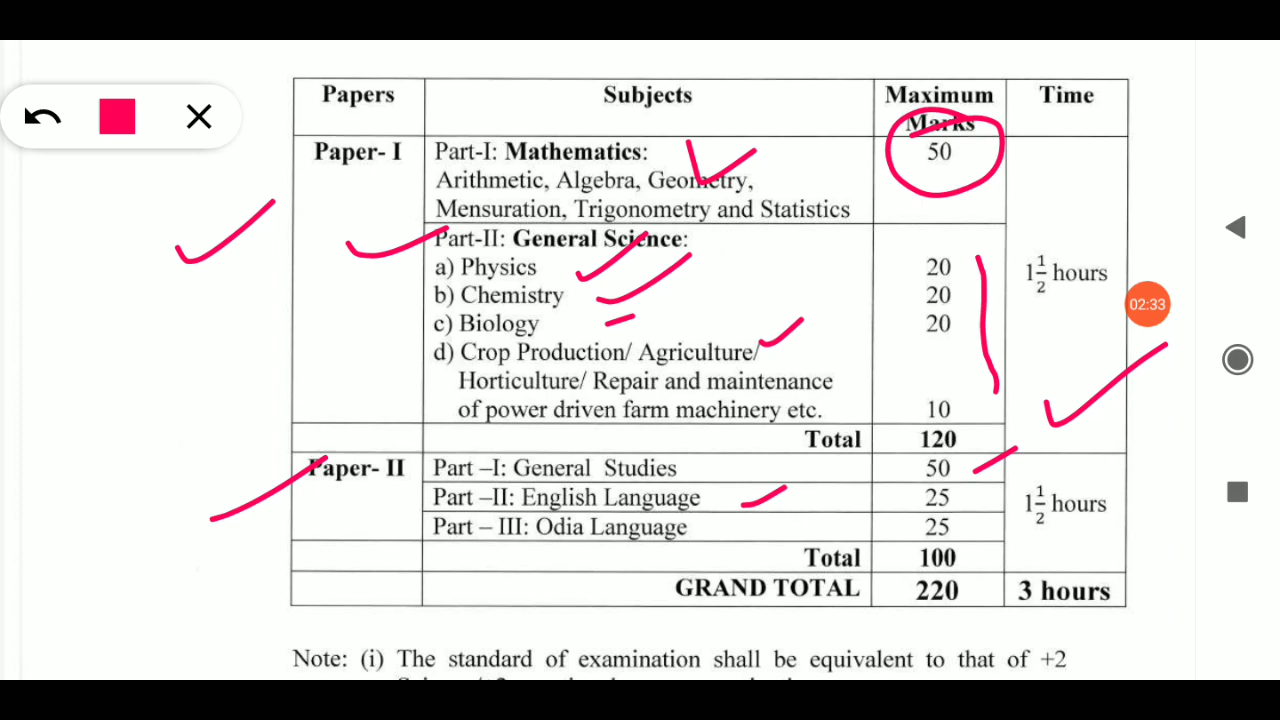 Papers Subjects Maximum Marks Time
Paper- I Part-I: Mathematics: 50
Arithmetic, Algebra, Geometry,
Mensuration, Trigonometry and Statistics
Part-II: General Science:
a) Physics 20 1 1/2 hours
b) Chemistry 20
c) Biology 20
02:33
d) Crop Production/ Agriculture/
Horticulture/ Repair and maintenance
of power driven farm machinery etc. 10
Total 120
Paper- II Part –I: General Studies 50
Part –II: English Language 25 1 1/2 hours
Part – III: Odia Language 25
Total 100
GRAND TOTAL 220 3 hours
Note: (i) The standard of examination shall be equivalent to that of +2